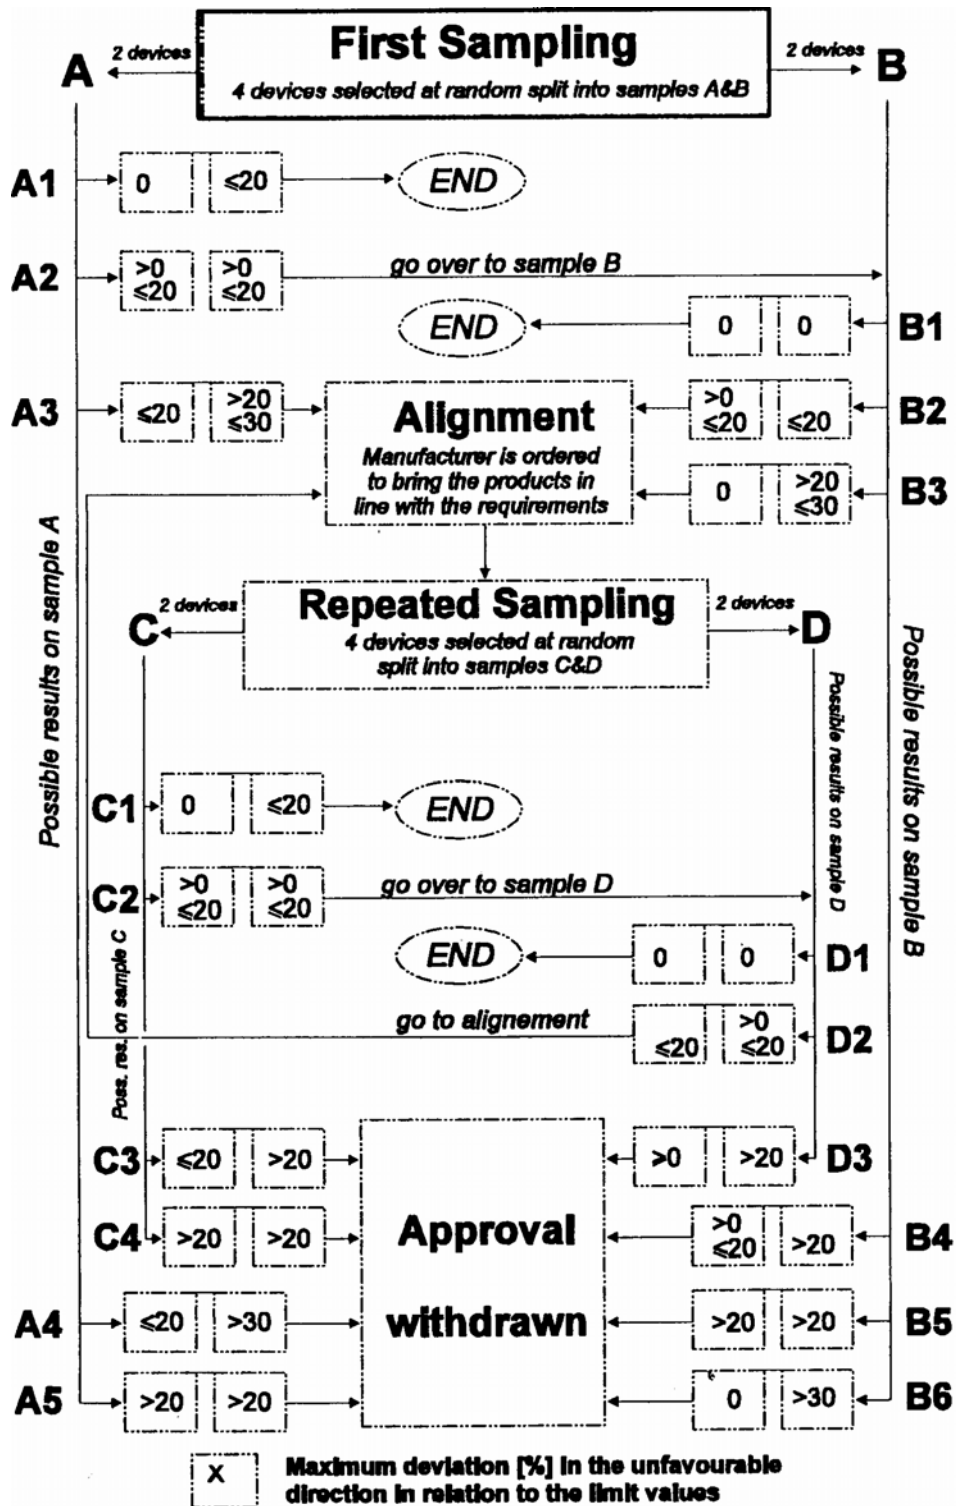 First Sampling
4 devices selected at random split into samples A&B
2 devices
2 devices
A
B
A1
0
⩽20
END
A2
>0
⩽20
>0
⩽20
go over to sample B
END
0
0
B1
A3
⩽20
>20
⩽30
Alignment
Manufacturer is ordered
to bring the products in
line with the requirements
>0
⩽20
⩽20
B2
0
>20
⩽30
B3
Possible results on sample A
Possible results on sample B
Repeated Sampling
4 devices selected at random
split into samples C&D
2 devices
2 devices
C
D
Possible results on sample D
C1
0
⩽20
END
C2
>0
⩽20
>0
⩽20
go over to sample D
END
0
0
D1
Poss. res. on sample C
go to alignement
⩽20
>0
⩽20
D2
C3
⩽20
>20
Approval
withdrawn
⩾0
>20
D3
C4
>20
>20
>0
⩽20
>20
B4
A4
⩽20
>30
>20
>20
B5
A5
>20
>20
0
>30
B6
X
Maximum deviation [%] in the unfavourable
direction in relation to the limit values